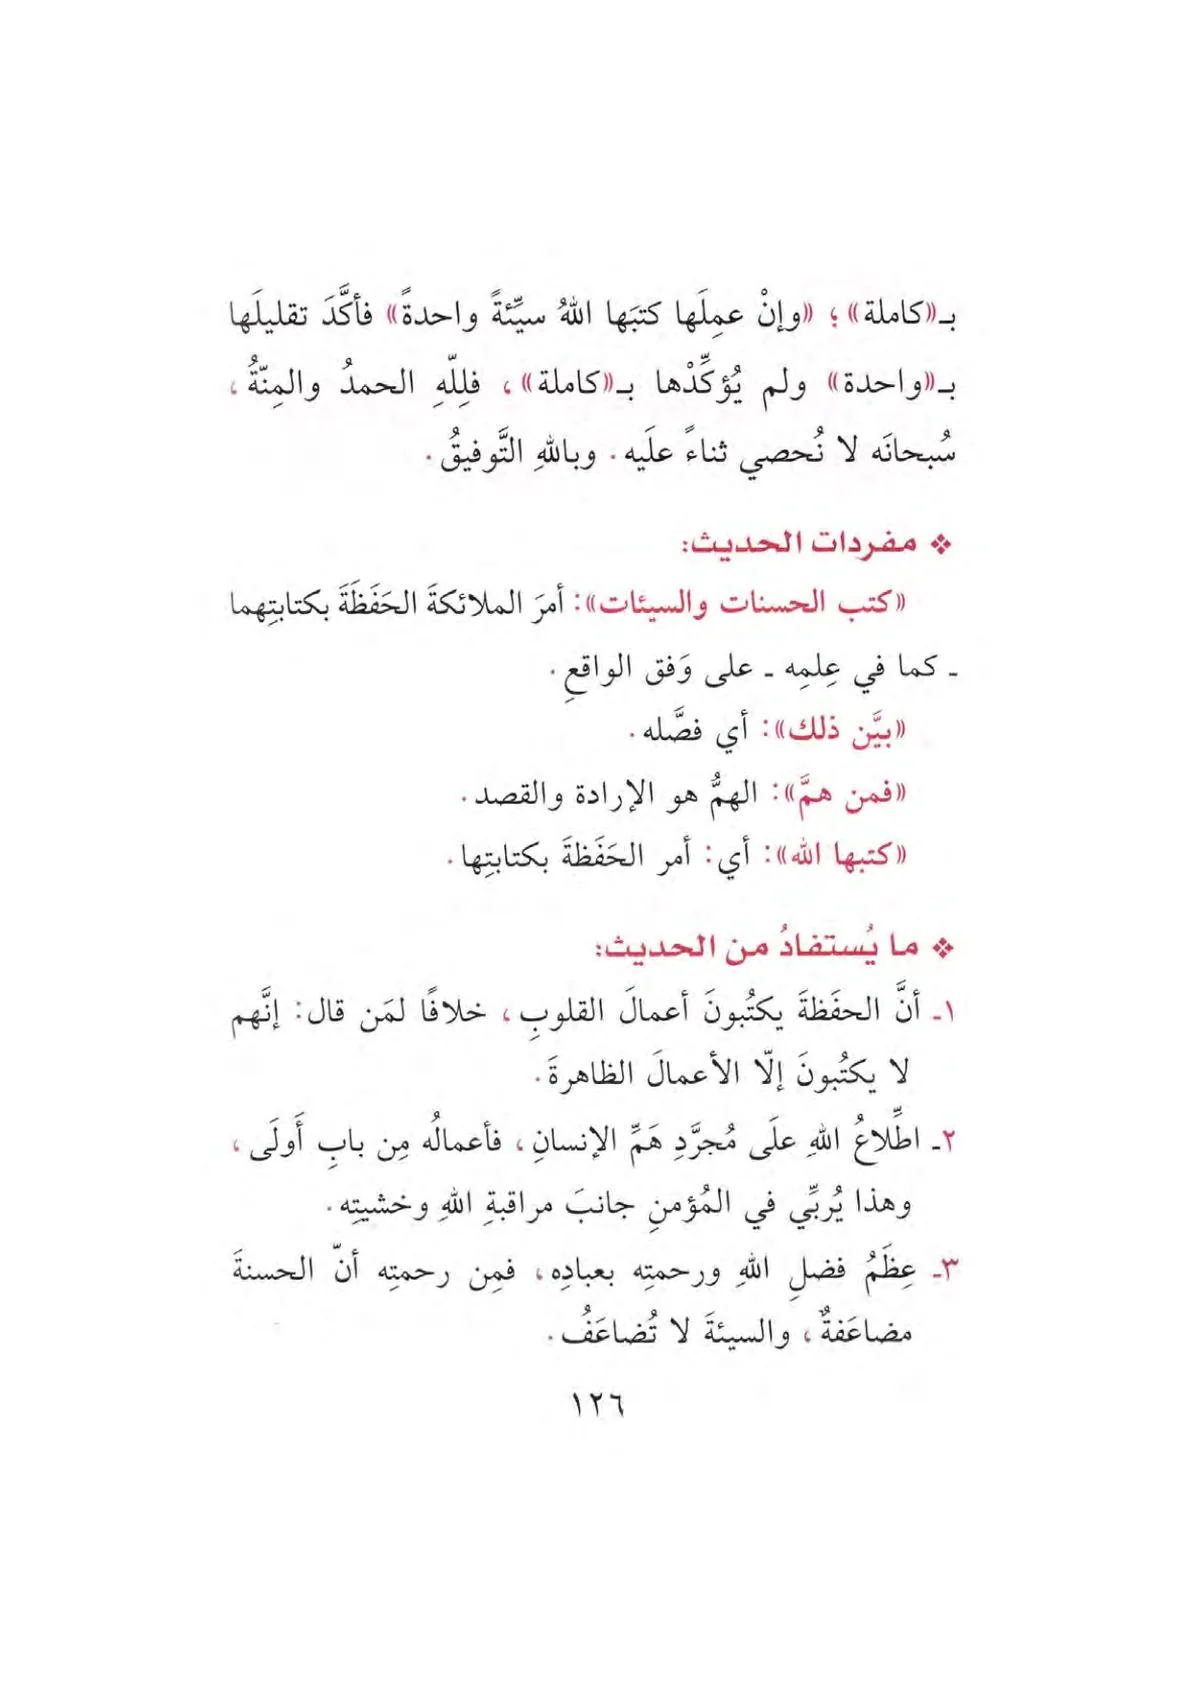 بـ«كاملة»؛ «وإنْ عمِلَها كتبَها اللهُ سيِّئةً واحدةً» فأكَّدَ تقليلَها
بـ«واحدة» ولم يُؤكِّدْها بـ«كاملة»، فلِلّهِ الحمدُ والمِنّةُ،
سُبحانَه لا نُحصي ثناءً علَيه. وباللهِ التَّوفيقُ.
❖ مفردات الحديث:
«كتب الحسنات والسيئات»: أمرَ الملائكةَ الحَفَظَةَ بكتابتِهما
ـ كما في عِلمِه ـ على وَفق الواقعِ.
«بيَّن ذلك»: أي فصَّله.
«فمن همَّ»: الهمُّ هو الإرادة والقصد.
«كتبها الله»: أي: أمر الحَفَظةَ بكتابتِها.
❖ ما يُستفادُ من الحديث:
١ـ أنَّ الحفَظةَ يكتُبونَ أعمالَ القلوبِ، خلافًا لمَن قال: إنَّهم
لا يكتُبونَ إلّا الأعمالَ الظاهرةَ.
٢ـ اطِّلاعُ اللهِ علَى مُجرَّدِ هَمِّ الإنسانِ، فأعمالُه مِن بابِ أَولَى،
وهذا يُربِّي في المُؤمنِ جانبَ مراقبةِ اللهِ وخشيتِه.
٣ـ عِظَمُ فضلِ اللهِ ورحمتِه بعبادِه، فمِن رحمتِه أنّ الحسنةَ
مضاعَفةٌ، والسيئةَ لا تُضاعَفُ.
١٢٦